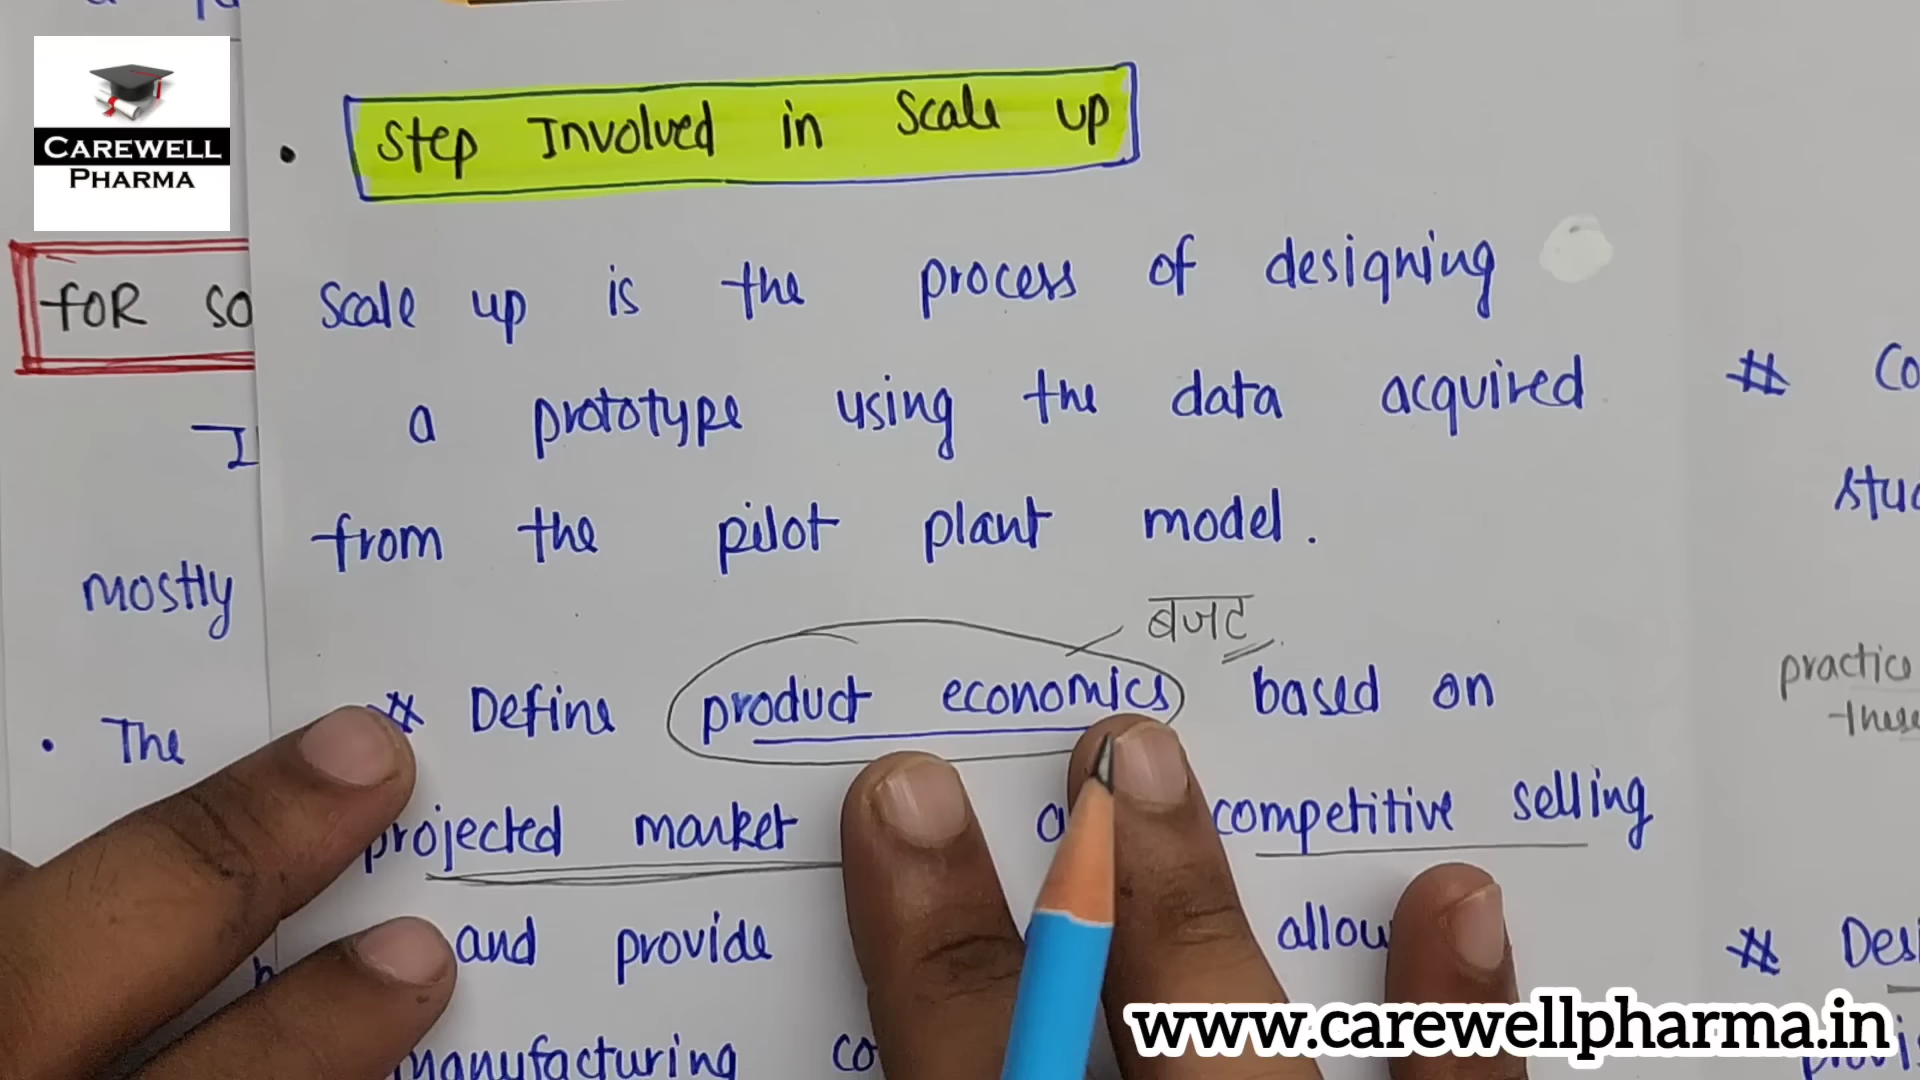 CAREWELL
PHARMA
Step Involved in Scale up
Scale up is the process of designing
a prototype using the data acquired
from the pilot plant model.
बजट
# Define product economics based on
projected market competitive selling
and provide
manufacturing
FOR
mostly
The
#
#
practice
these
www.carewellpharma.in